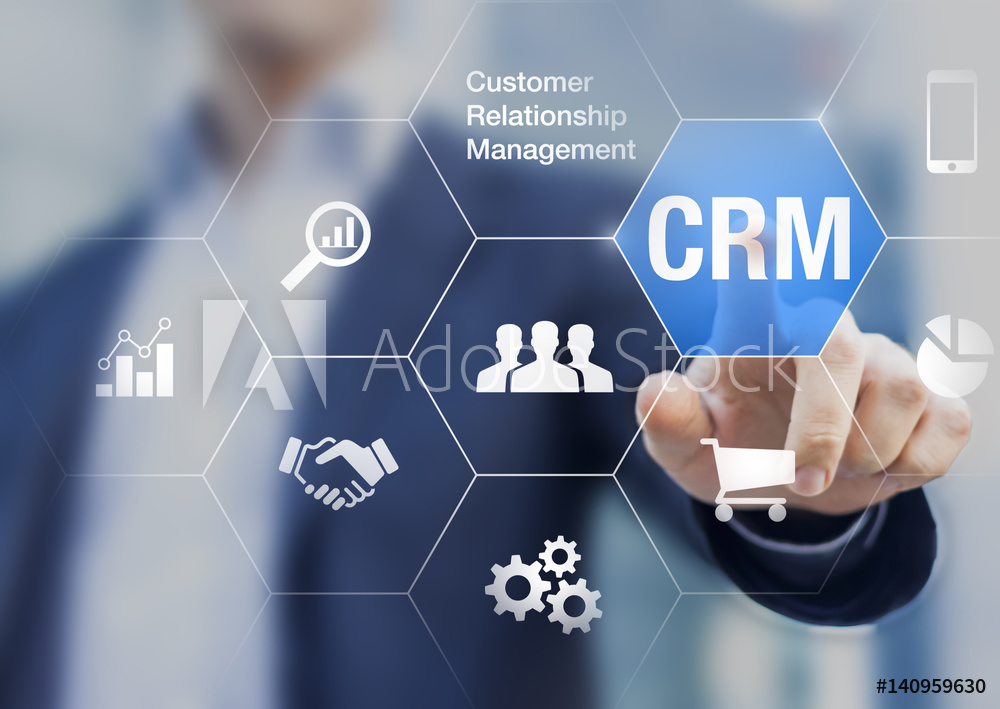 Customer
Relationship
Management
CRM
Adobe Stock
#140959630